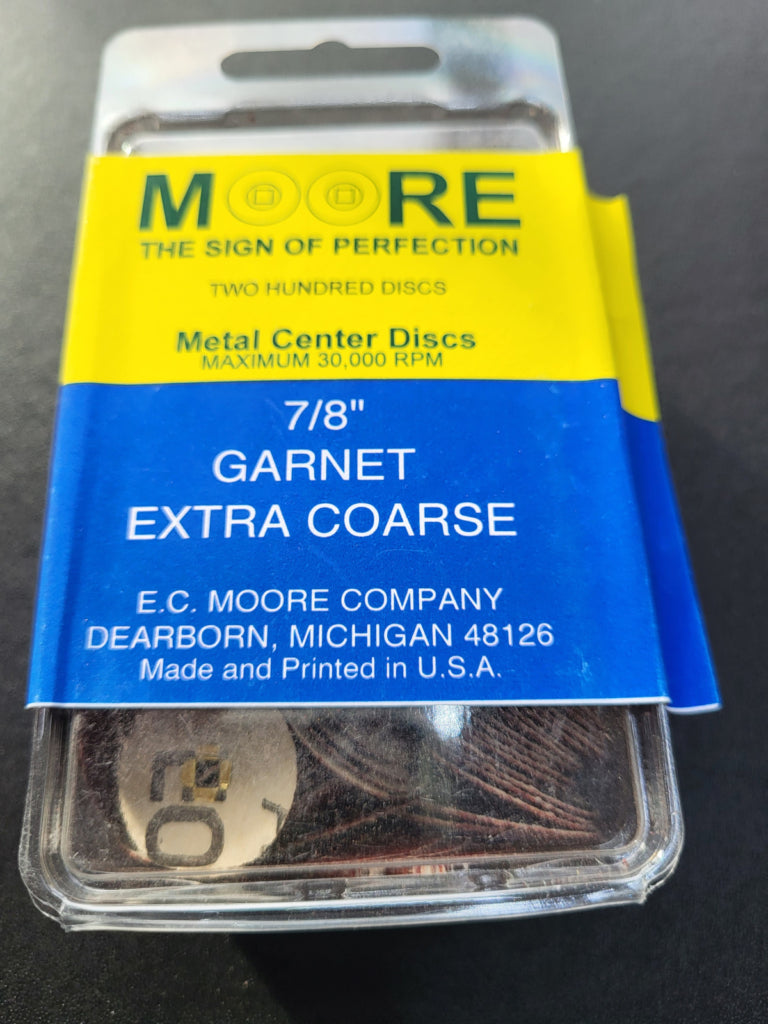 MOORE
THE SIGN OF PERFECTION
TWO HUNDRED DISCS
Metal Center Discs
MAXIMUM 30,000 RPM
7/8"
GARNET
EXTRA COARSE
E.C. MOORE COMPANY
DEARBORN, MICHIGAN 48126
Made and Printed in U.S.A.